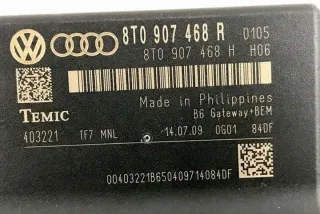 8T0 907 468 R 0105
8T0 907 468 H H06
TEMIC
Made in Philippines
B6 Gateway+BEM
403221 TF7 MNL 14.07.09 0G01 84DF
00403221B650409714084DF